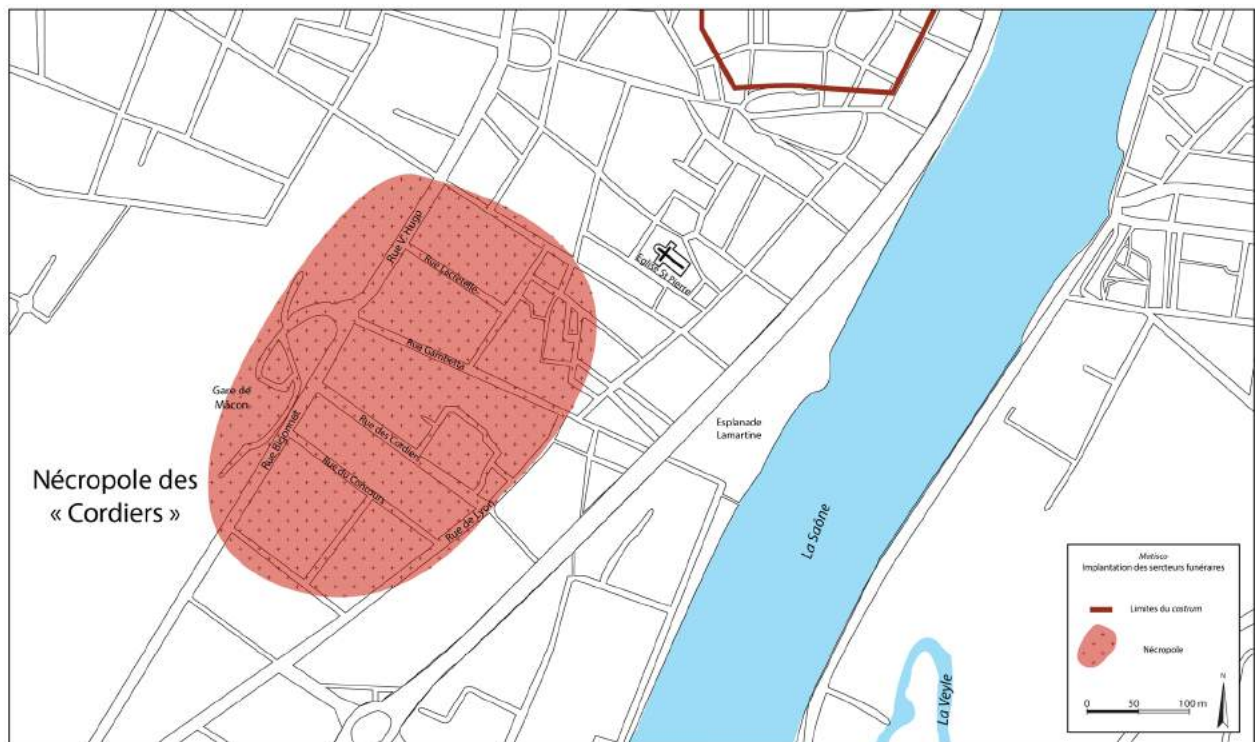 Rue V. Hugo
Rue Lacretelle
Eglise St Pierre
Rue Gambetta
Gare de
Mâcon
Rue Bigonnet
Rue des Cordiers
Rue du Concours
Rue de Lyon
Esplanade
Lamartine
Nécropole des
« Cordiers »
La Saône
La Veyle
Matisco
Implantation des sercteurs funéraires
Limites du castrum
Nécropole
N
0 50 100 m